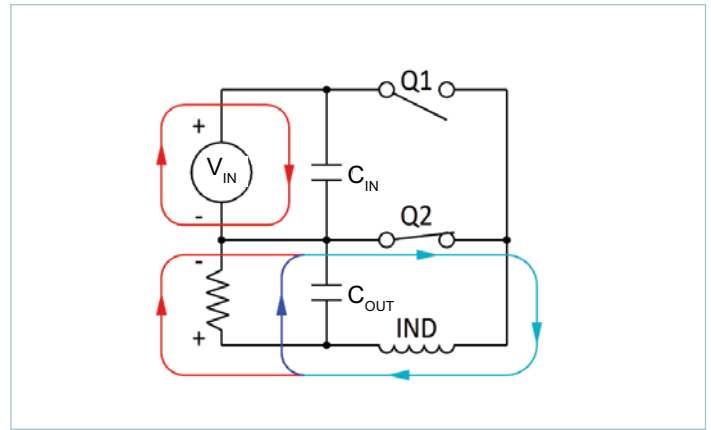 Q1
+
V_IN
C_IN
-
Q2
-
C_OUT
+
IND